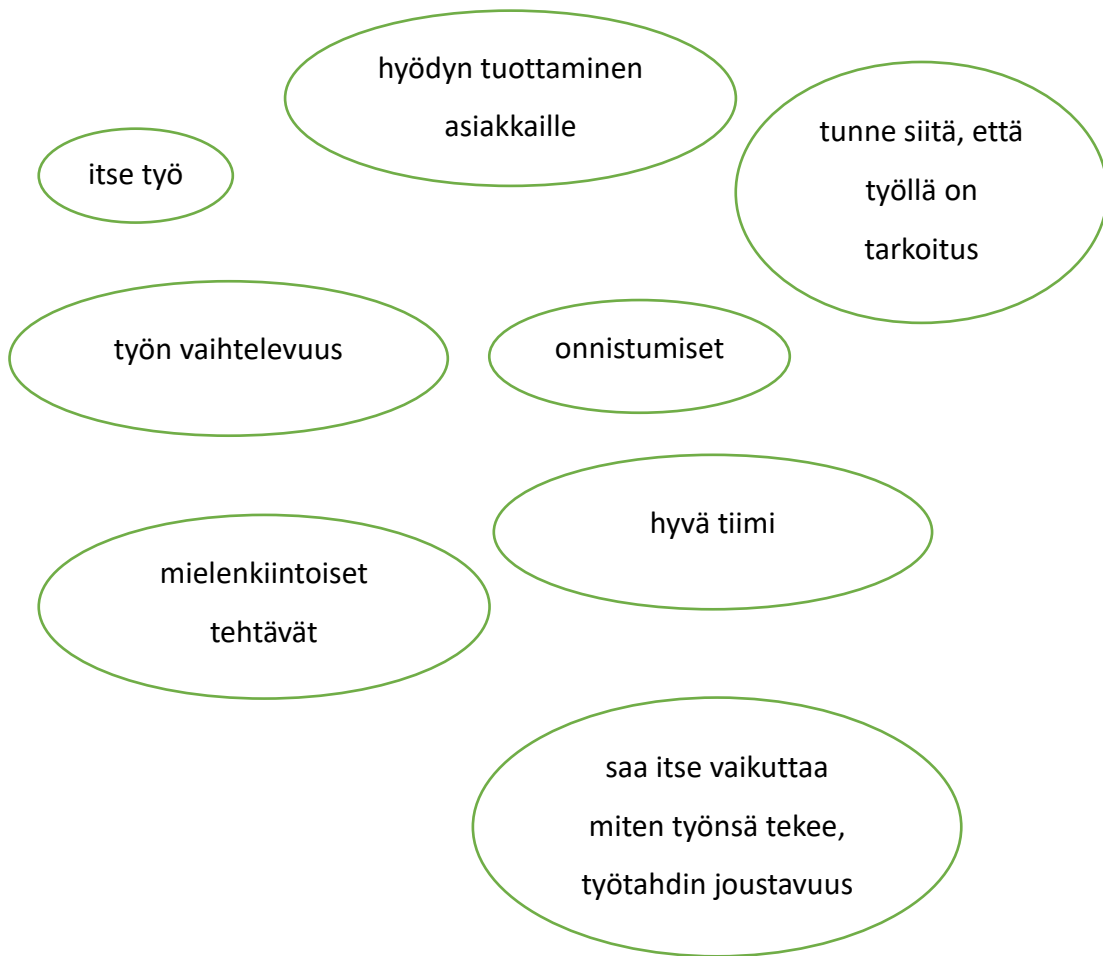 hyödyn tuottaminen
asiakkaille
itse työ
tunne siitä, että
työllä on
tarkoitus
työn vaihtelevuus
onnistumiset
hyvä tiimi
mielenkiintoiset
tehtävät
saa itse vaikuttaa
miten työnsä tekee,
työtahdin joustavuus